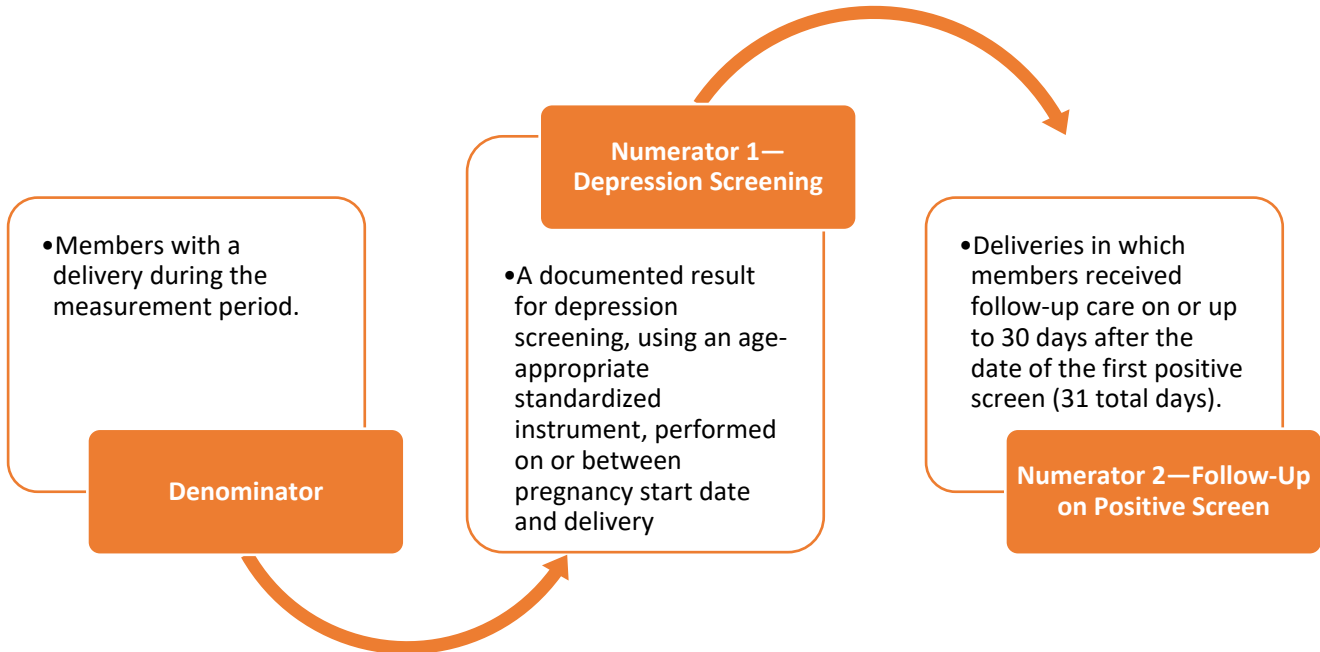 •Members with a
delivery during the
measurement period.
Denominator
Numerator 1—
Depression Screening
•A documented result
for depression
screening, using an age-
appropriate
standardized
instrument, performed
on or between
pregnancy start date
and delivery
•Deliveries in which
members received
follow-up care on or up
to 30 days after the
date of the first positive
screen (31 total days).
Numerator 2—Follow-Up
on Positive Screen